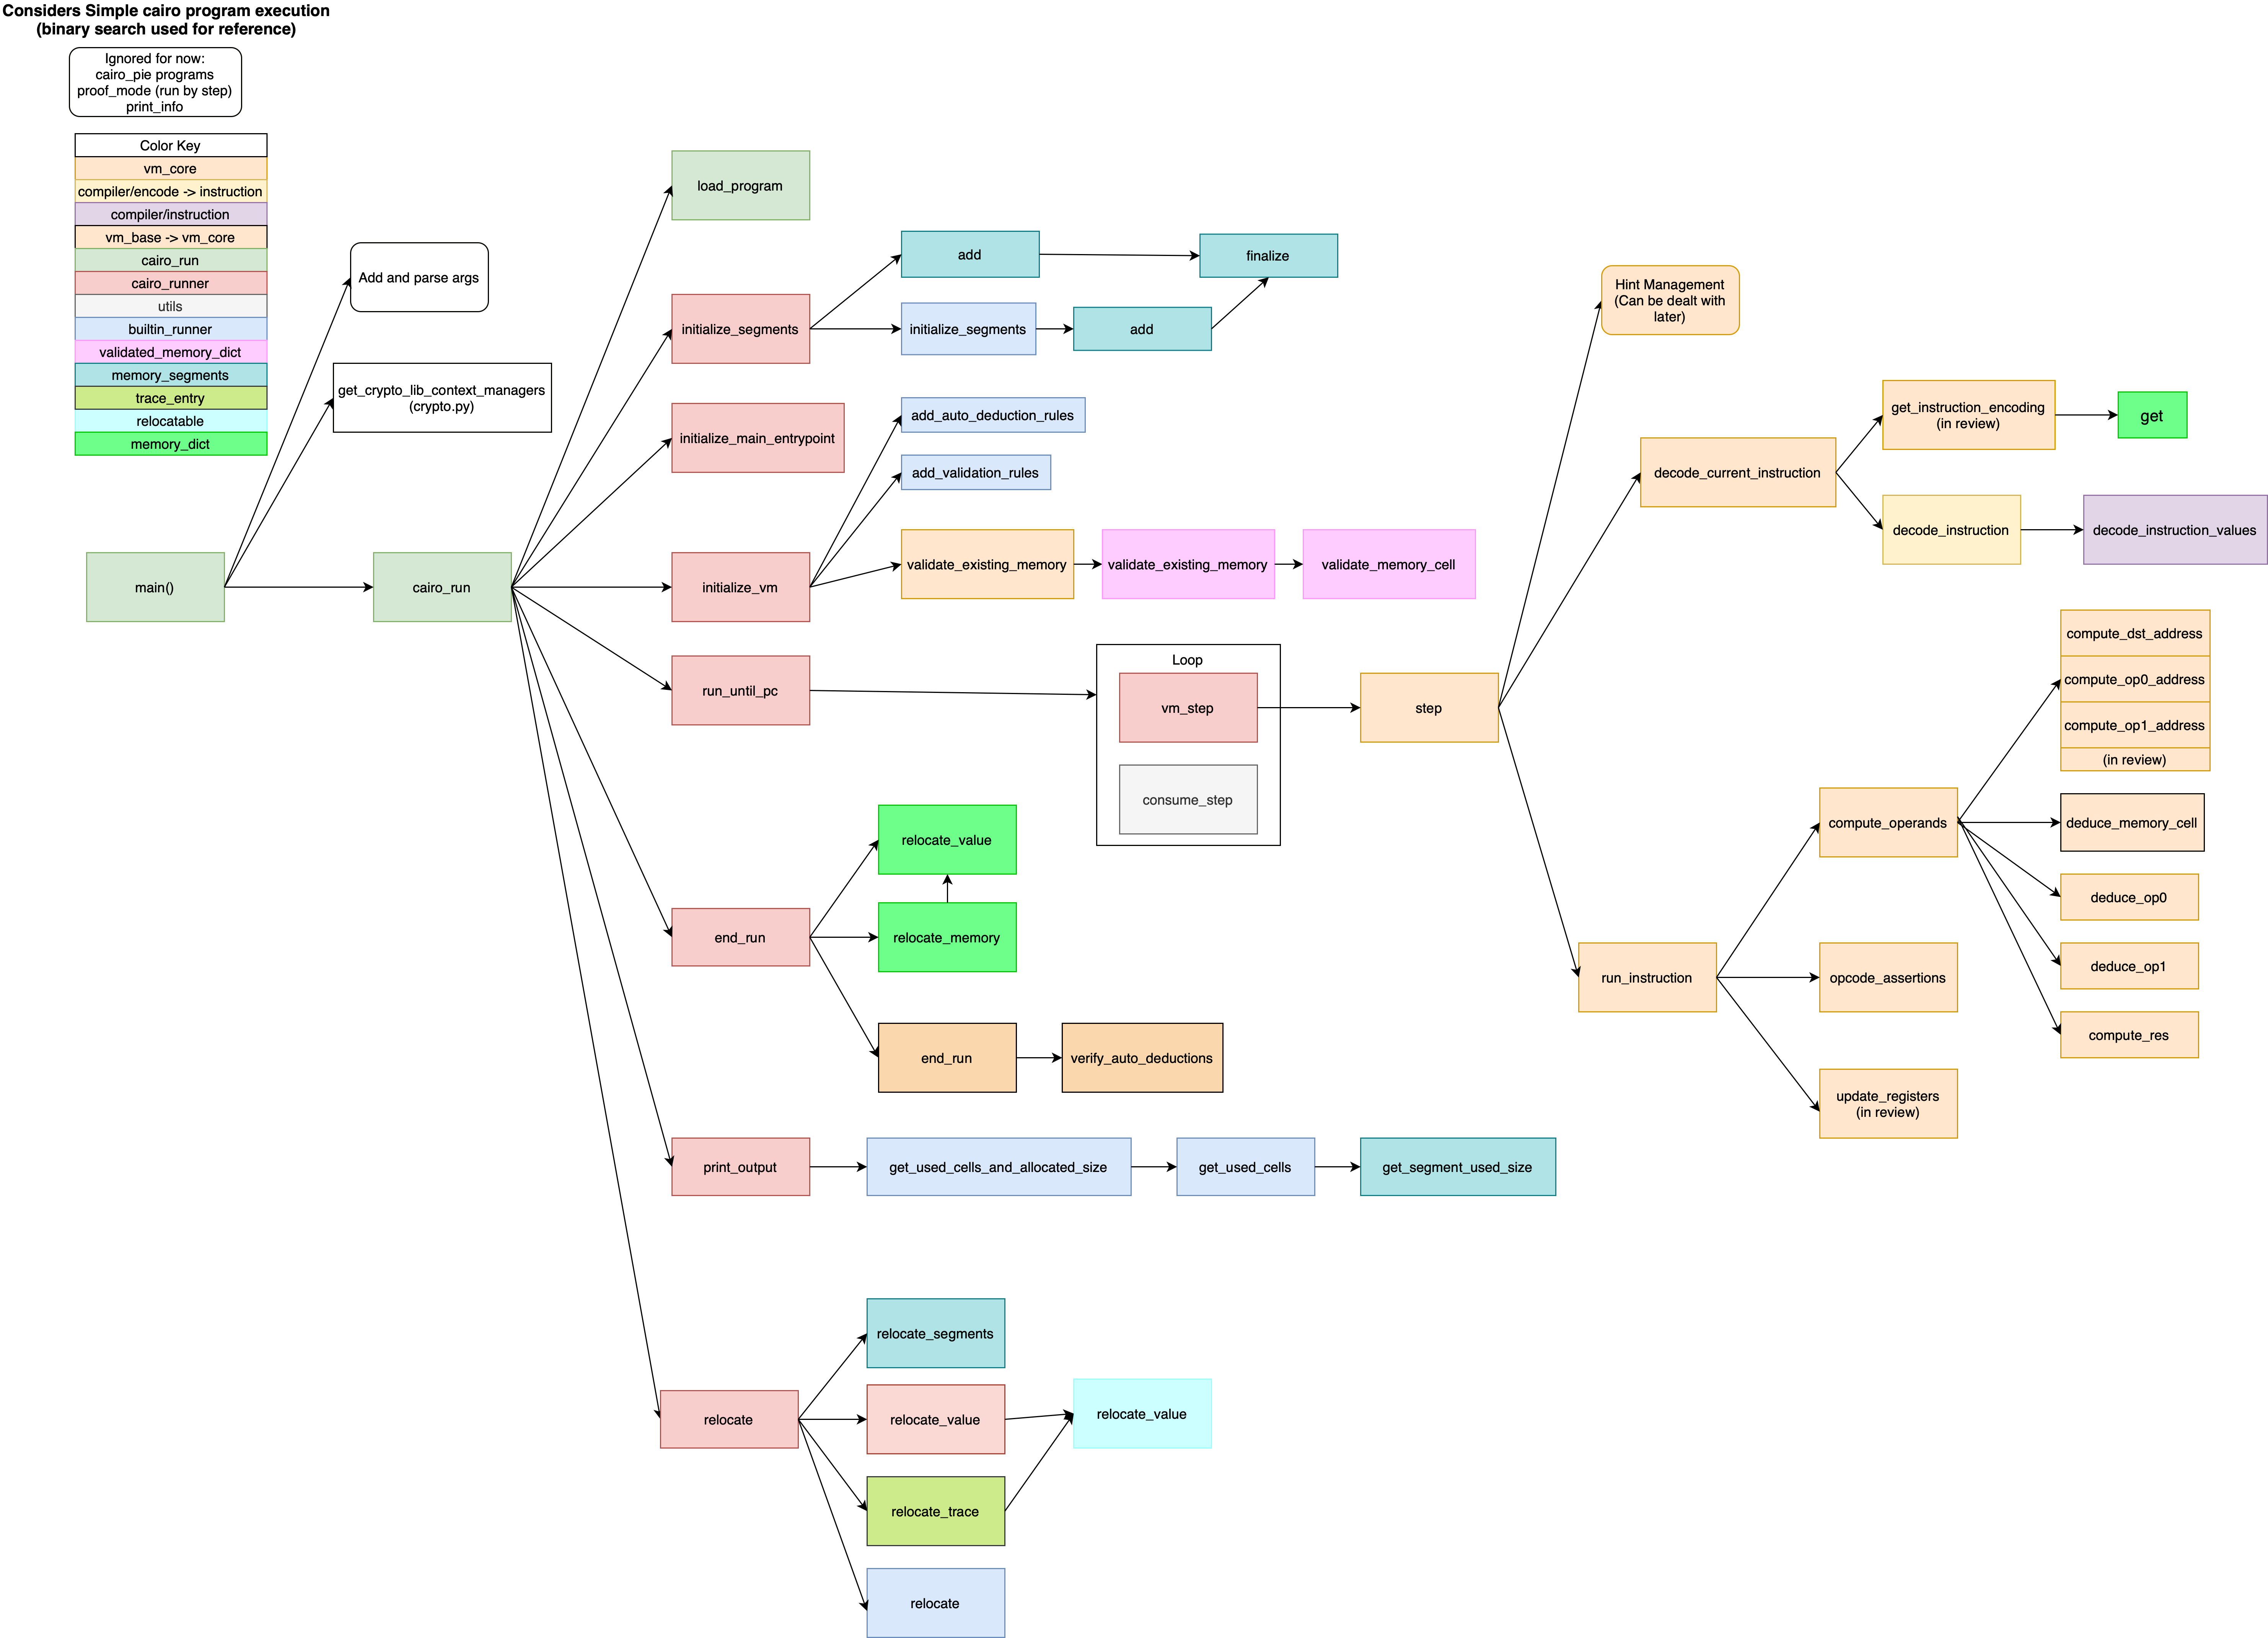 Considers Simple cairo program execution
(binary search used for reference)
Ignored for now:
cairo_pie programs
proof_mode (run by step)
print_info
Color Key
vm_core
compiler/encode -> instruction
compiler/instruction
vm_base -> vm_core
cairo_run
cairo_runner
utils
builtin_runner
validated_memory_dict
memory_segments
trace_entry
relocatable
memory_dict
main()
Add and parse args
get_crypto_lib_context_managers
(crypto.py)
cairo_run
load_program
initialize_segments
add
finalize
initialize_segments
add
initialize_main_entrypoint
initialize_vm
add_auto_deduction_rules
add_validation_rules
validate_existing_memory
validate_existing_memory
validate_memory_cell
run_until_pc
Loop
vm_step
consume_step
step
Hint Management
(Can be dealt with
later)
decode_current_instruction
get_instruction_encoding
(in review)
get
decode_instruction
decode_instruction_values
run_instruction
compute_operands
compute_dst_address
compute_op0_address
compute_op1_address
(in review)
deduce_memory_cell
deduce_op0
deduce_op1
compute_res
opcode_assertions
update_registers
(in review)
end_run
relocate_value
relocate_memory
end_run
verify_auto_deductions
print_output
get_used_cells_and_allocated_size
get_used_cells
get_segment_used_size
relocate
relocate_segments
relocate_value
relocate_value
relocate_trace
relocate